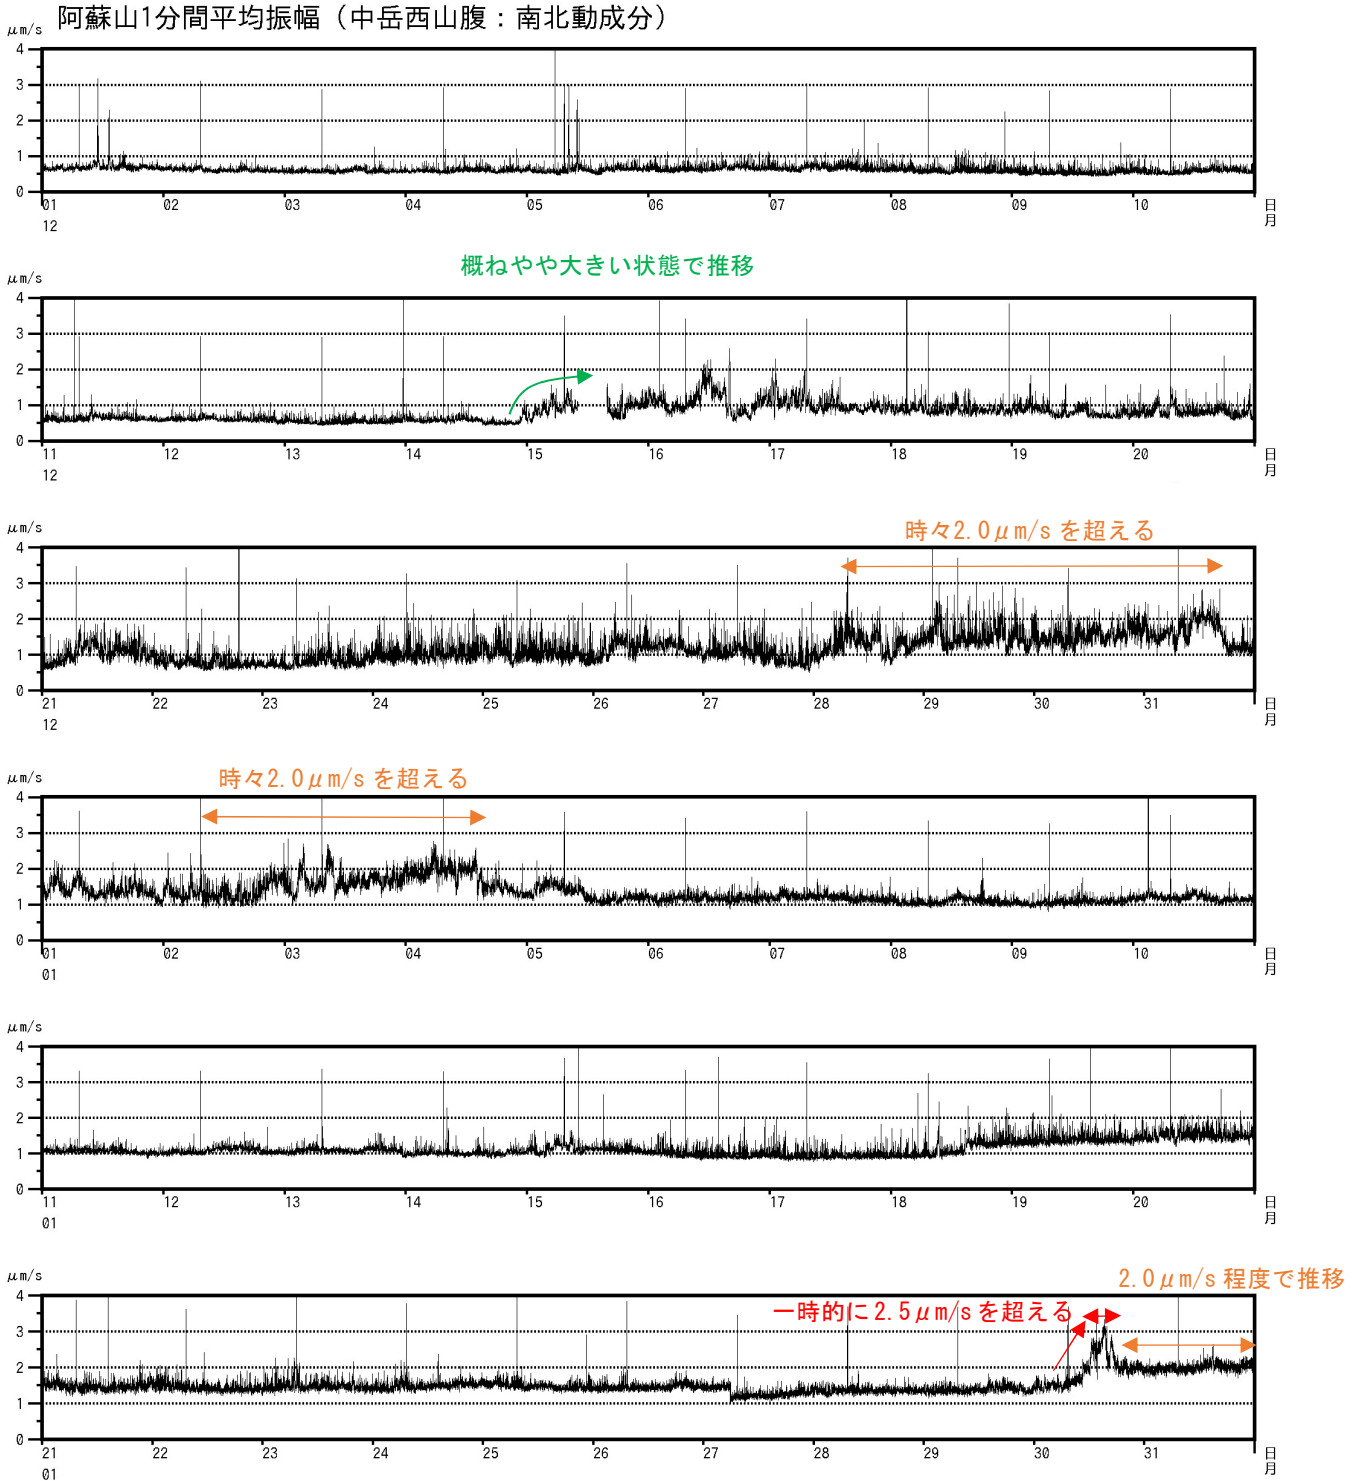 阿蘇山1分間平均振幅（中岳西山腹：南北動成分）
μm/s
4
3
2
1
0
01 02 03 04 05 06 07 08 09 10 日
12 月
概ねやや大きい状態で推移
μm/s
4
3
2
1
0
11 12 13 14 15 16 17 18 19 20 日
12 月
時々2.0μm/sを超える
μm/s
4
3
2
1
0
21 22 23 24 25 26 27 28 29 30 31 日
12 月
時々2.0μm/sを超える
μm/s
4
3
2
1
0
01 02 03 04 05 06 07 08 09 10 日
01 月
μm/s
4
3
2
1
0
11 12 13 14 15 16 17 18 19 20 日
01 月
2.0μm/s程度で推移
μm/s
一時的に2.5μm/sを超える
4
3
2
1
0
21 22 23 24 25 26 27 28 29 30 31 日
01 月